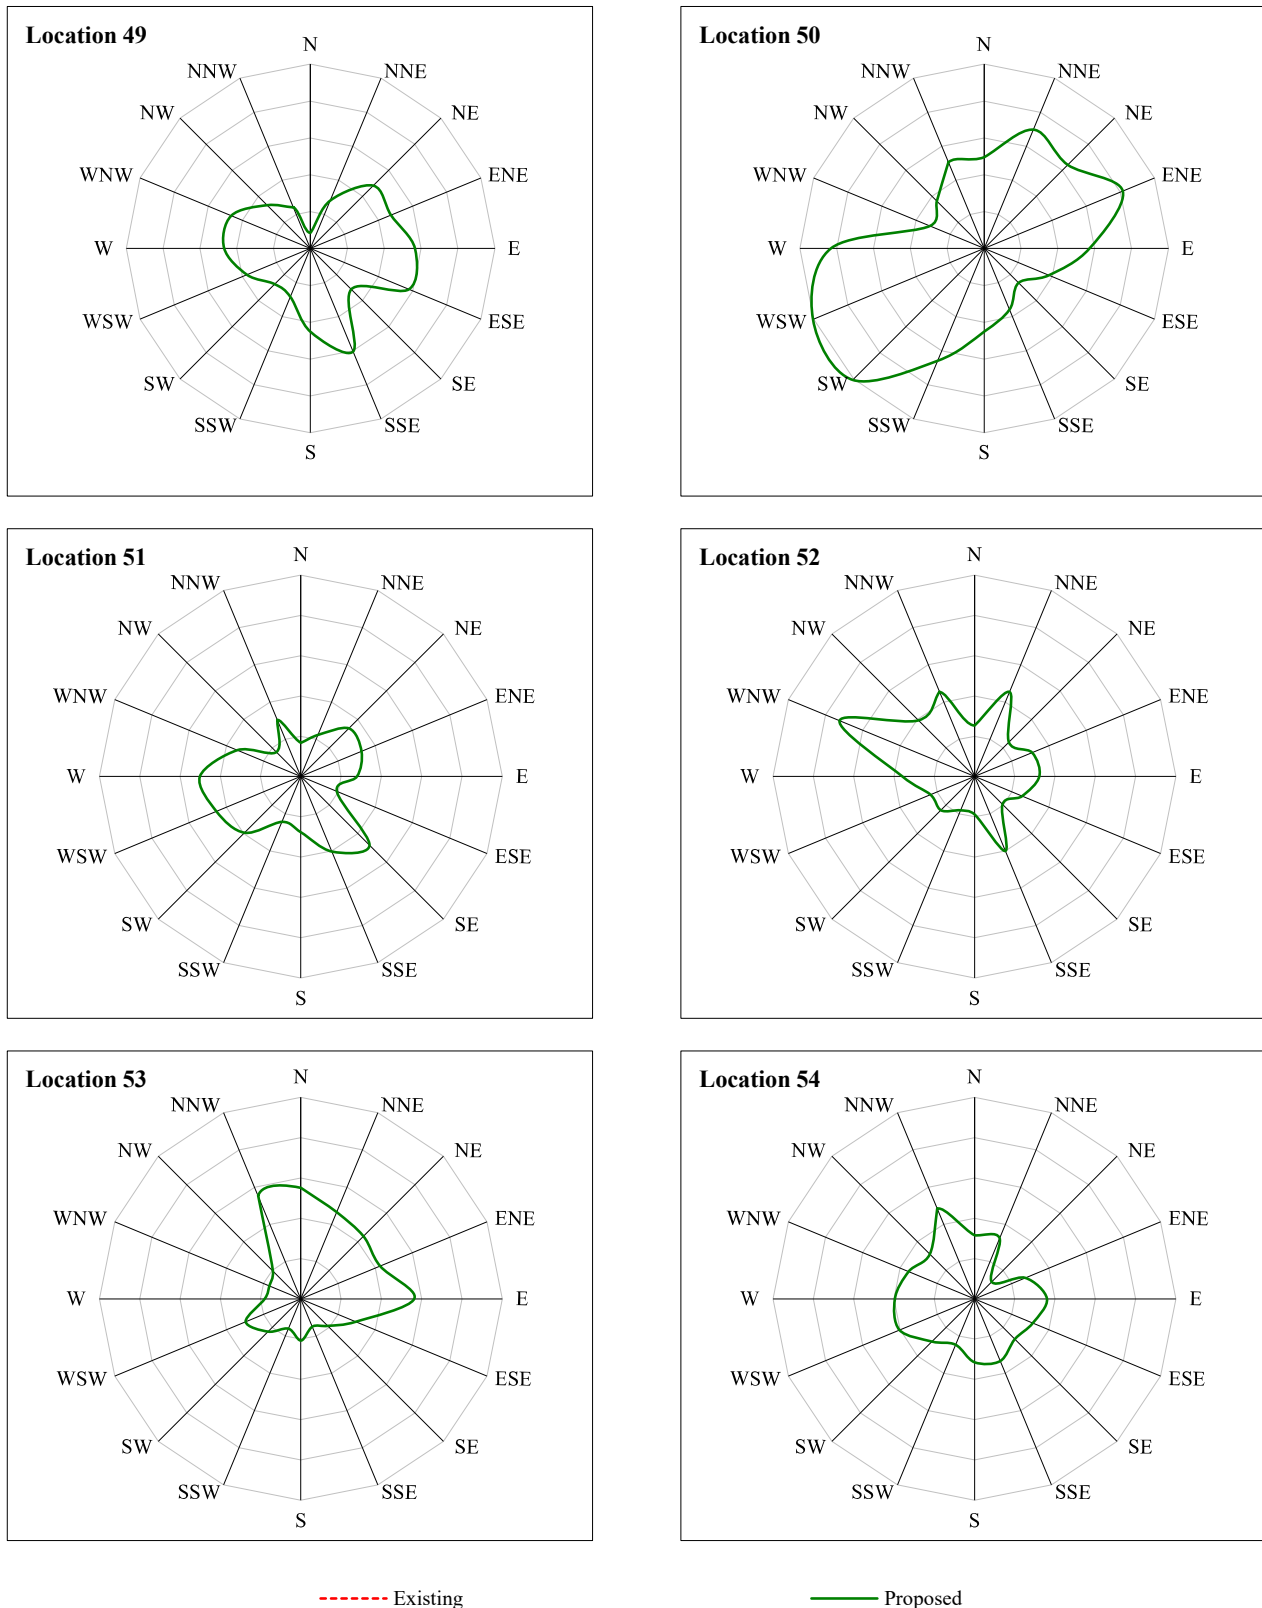 Location 49
N
NNW
NNE
NW
NE
WNW
ENE
W
E
WSW
ESE
SW
SE
SSW
SSE
S
Location 50
N
NNW
NNE
NW
NE
WNW
ENE
W
E
WSW
ESE
SW
SE
SSW
SSE
S
Location 51
N
NNW
NNE
NW
NE
WNW
ENE
W
E
WSW
ESE
SW
SE
SSW
SSE
S
Location 52
N
NNW
NNE
NW
NE
WNW
ENE
W
E
WSW
ESE
SW
SE
SSW
SSE
S
Location 53
N
NNW
NNE
NW
NE
WNW
ENE
W
E
WSW
ESE
SW
SE
SSW
SSE
S
Location 54
N
NNW
NNE
NW
NE
WNW
ENE
W
E
WSW
ESE
SW
SE
SSW
SSE
S
Existing
Proposed